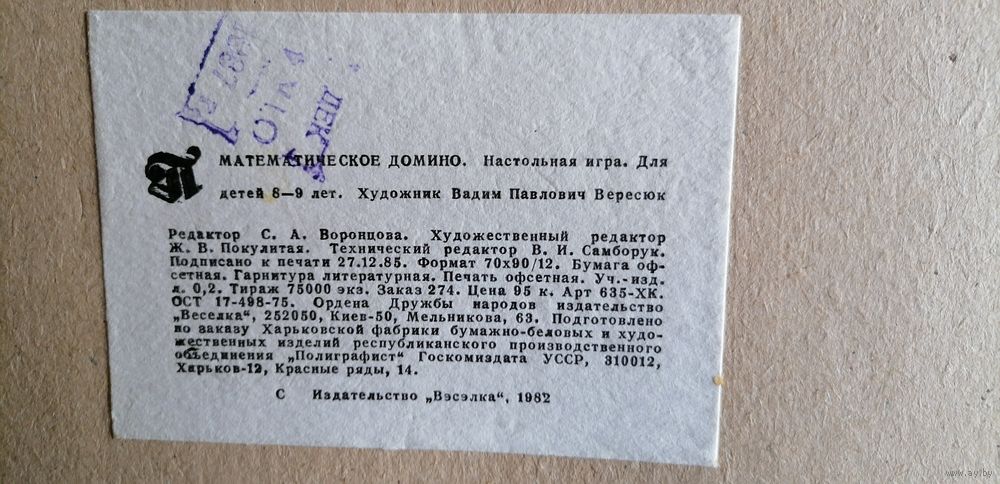 ДЕК
МАТЕМАТИЧЕСКОЕ ДОМИНО. Настольная игра. Для
детей 8—9 лет. Художник Вадим Павлович Вересюк
Редактор С. А. Воронцова. Художественный редактор
Ж. В. Покулитая. Технический редактор В. И. Самборук.
Подписано к печати 27.12.85. Формат 70х90/12. Бумага оф-
сетная. Гарнитура литературная. Печать офсетная. Уч.-изд.
л. 0,2. Тираж 75000 экз. Заказ 274. Цена 95 к. Арт 635-ХК.
ОСТ 17-498-75. Ордена Дружбы народов издательство
„Веселка“, 252050, Киев-50, Мельникова, 63. Подготовлено
по заказу Харьковской фабрики бумажно-беловых и худо-
жественных изделий республиканского производственного
объединения „Полиграфист“ Госкомиздата УССР, 310012,
Харьков-12, Красные ряды, 14.
С Издательство „Вэсэлка“, 1982
www.ay.by